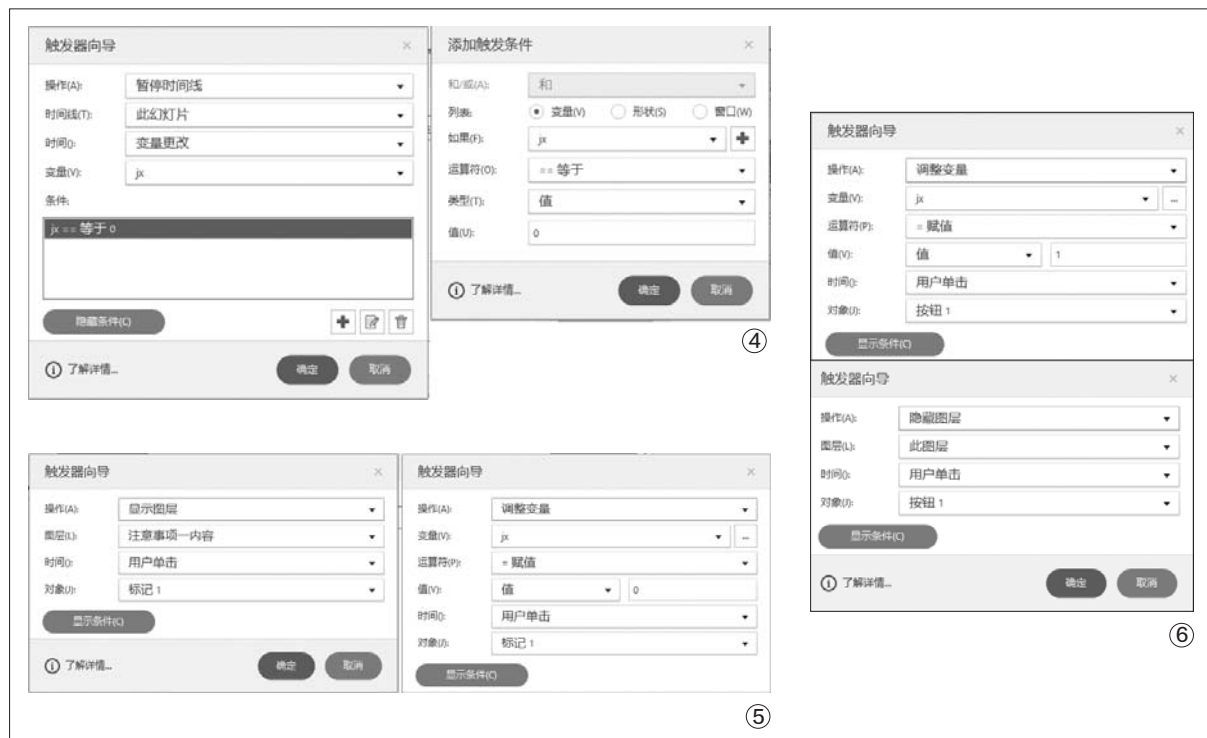 触发器向导 ×
操作(A): 暂停时间线
时间线(T): 此幻灯片
时间(): 变量更改
变量(V): jx
条件:
jx == 等于 0
隐藏条件(C)
了解详情... 确定 取消
添加触发条件 ×
和/或(A): 和
列表: 变量(V) 形状(S) 窗口(W)
如果(F): jx
运算符(O): == 等于
类型(T): 值
值(U): 0
了解详情... 确定 取消
④
触发器向导 ×
操作(A): 显示图层
图层(L): 注意事项一内容
时间(): 用户单击
对象(J): 标记 1
显示条件(C)
了解详情... 确定 取消
触发器向导 ×
操作(A): 调整变量
变量(V): jx ...
运算符(P): = 赋值
值(V): 值 0
时间(): 用户单击
对象(J): 标记 1
显示条件(C)
⑤
触发器向导 ×
操作(A): 调整变量
变量(V): jx ...
运算符(P): = 赋值
值(V): 值 1
时间(): 用户单击
对象(J): 按钮 1
显示条件(C)
触发器向导 ×
操作(A): 隐藏图层
图层(L): 此图层
时间(): 用户单击
对象(J): 按钮 1
显示条件(C)
了解详情... 确定 取消
⑥